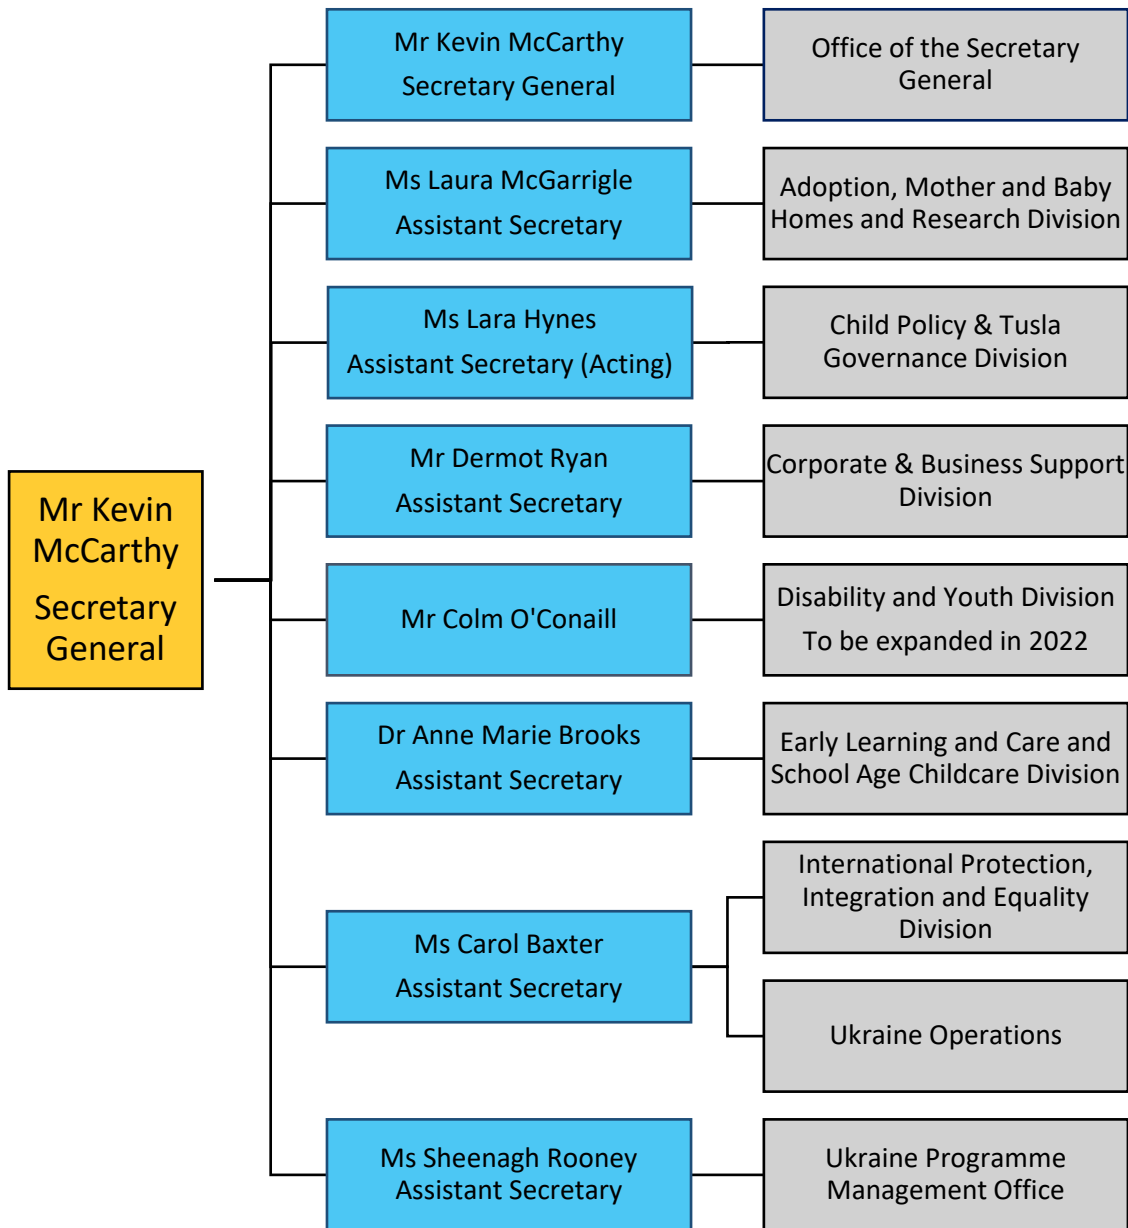 Mr Kevin
McCarthy
Secretary
General
Mr Kevin McCarthy
Secretary General
Office of the Secretary
General
Ms Laura McGarrigle
Assistant Secretary
Adoption, Mother and Baby
Homes and Research Division
Ms Lara Hynes
Assistant Secretary (Acting)
Child Policy & Tusla
Governance Division
Mr Dermot Ryan
Assistant Secretary
Corporate & Business Support
Division
Mr Colm O'Conaill
Disability and Youth Division
To be expanded in 2022
Dr Anne Marie Brooks
Assistant Secretary
Early Learning and Care and
School Age Childcare Division
Ms Carol Baxter
Assistant Secretary
International Protection,
Integration and Equality
Division
Ukraine Operations
Ms Sheenagh Rooney
Assistant Secretary
Ukraine Programme
Management Office